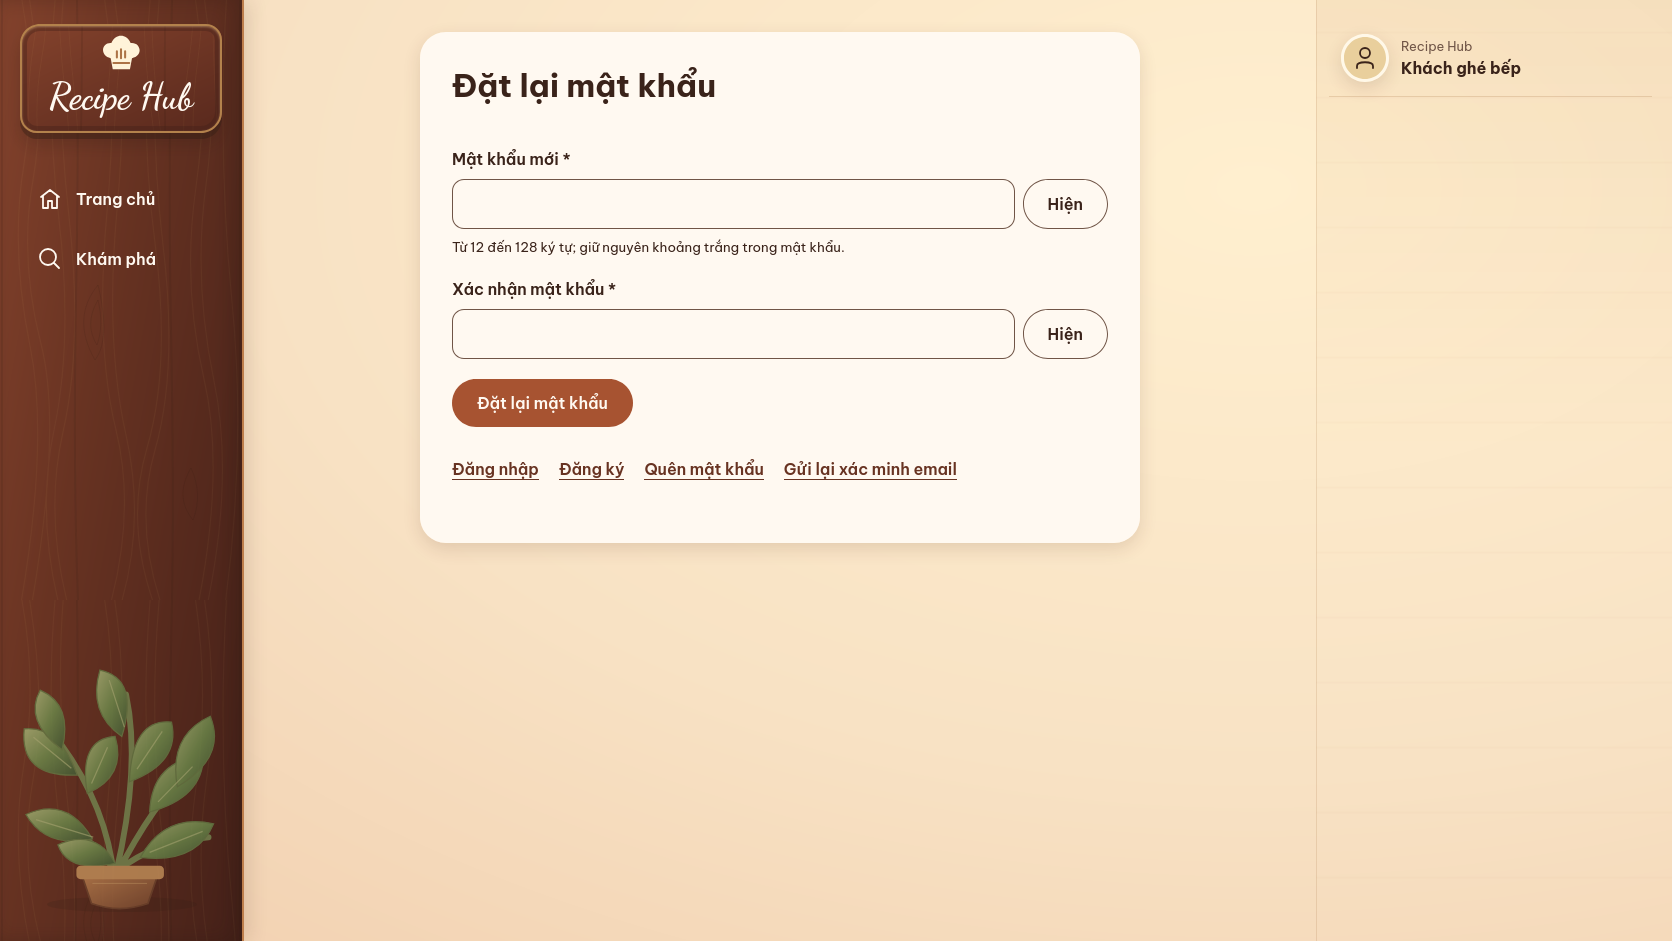 Recipe Hub
Trang chủ
Khám phá
Đặt lại mật khẩu
Mật khẩu mới *
Hiện
Từ 12 đến 128 ký tự; giữ nguyên khoảng trắng trong mật khẩu.
Xác nhận mật khẩu *
Hiện
Đặt lại mật khẩu
Đăng nhập Đăng ký Quên mật khẩu Gửi lại xác minh email
Recipe Hub
Khách ghé bếp